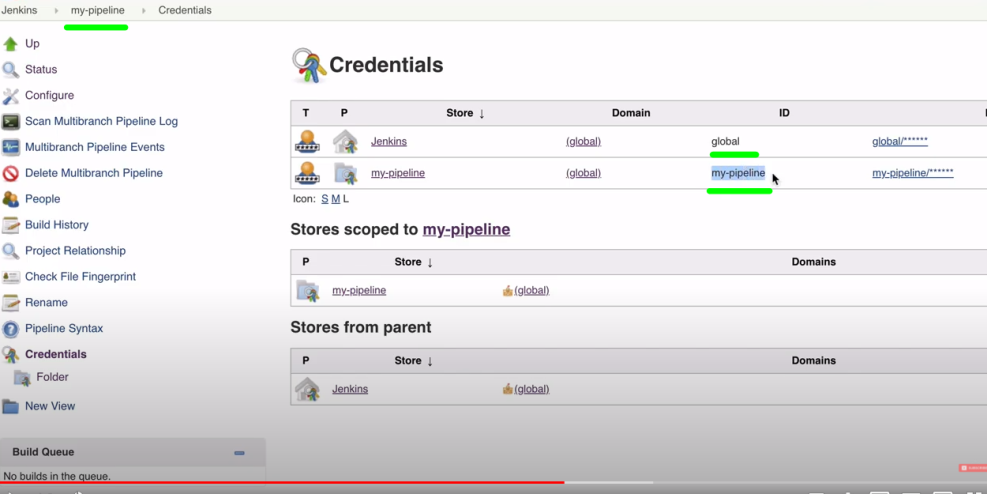 Jenkins my-pipeline Credentials
Up
Status
Configure
Scan Multibranch Pipeline Log
Multibranch Pipeline Events
Delete Multibranch Pipeline
People
Build History
Project Relationship
Check File Fingerprint
Rename
Pipeline Syntax
Credentials
Folder
New View
Build Queue
No builds in the queue.
Credentials
T P Store ↓ Domain ID
Jenkins (global) global global/******
my-pipeline (global) my-pipeline my-pipeline/******
Icon: S M L
Stores scoped to my-pipeline
P Store ↓ Domains
my-pipeline (global)
Stores from parent
P Store ↓ Domains
Jenkins (global)